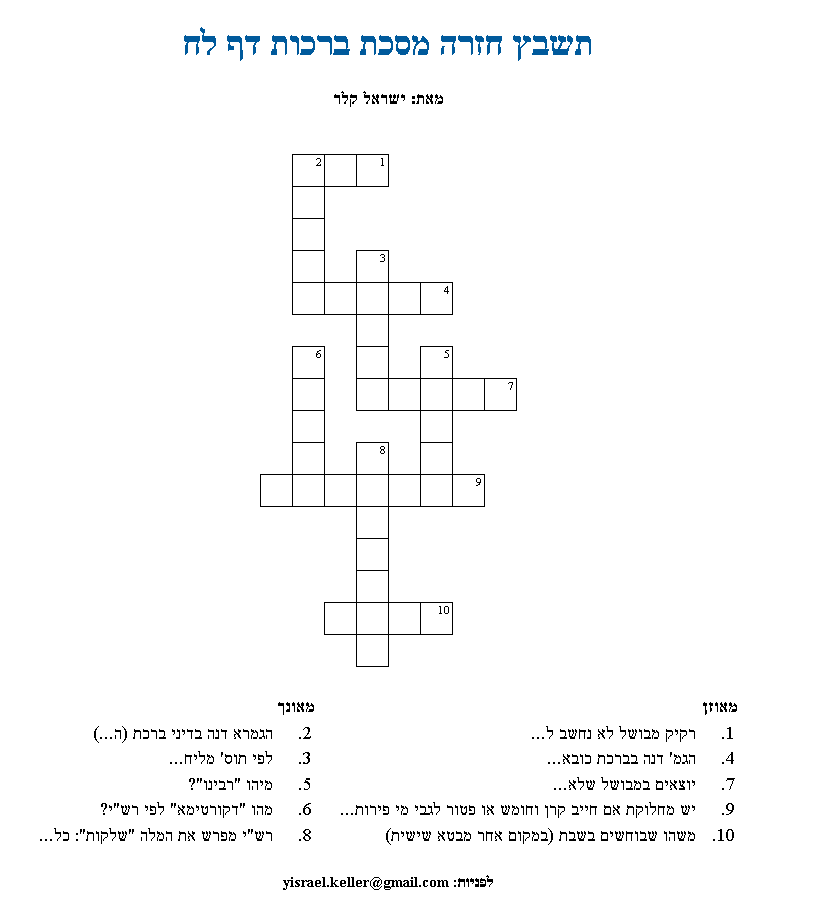 תשבץ חזרה מסכת ברכות דף לח
מאת: ישראל קלר
1
2
3
4
5
6
7
8
9
10
מאוזן
1. רקיק מבושל לא נחשב ל...
4. הגמ' דנה בברכת כובא...
7. יוצאים במבושל שלא...
9. יש מחלוקת אם חייב קרן וחומש או פטור לגבי מי פירות...
10. משהו שבוחשים בשבת (במקום אחר מבטא שישית)
מאונך
2. הגמרא דנה בדיני ברכת (ה...)
3. לפי תוס' מליח...
5. מיהו "רבינו"?
6. מהו "דקורטימא" לפי רש"י?
8. רש"י מפרש את המלה "שלקות": כל...
לפניות: yisrael.keller@gmail.com